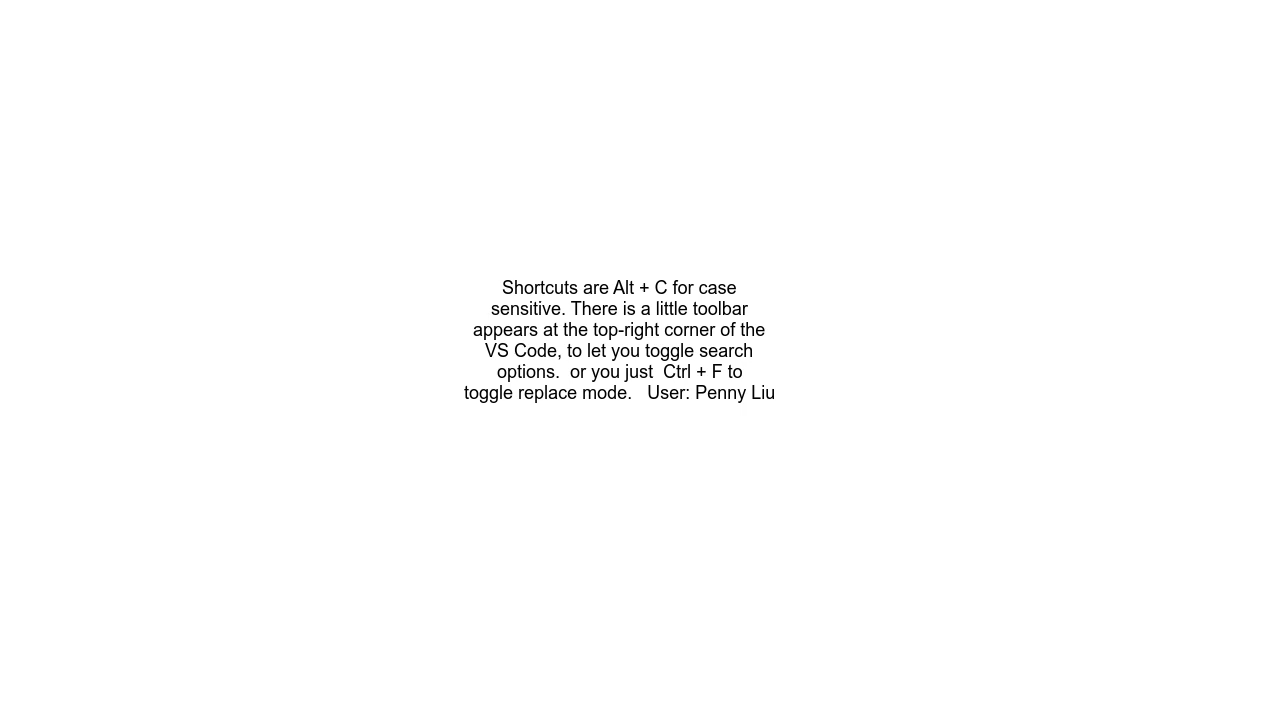 Shortcuts are Alt + C for case
sensitive. There is a little toolbar
appears at the top-right corner of the
VS Code, to let you toggle search
options.  or you just  Ctrl + F to
toggle replace mode.   User: Penny Liu